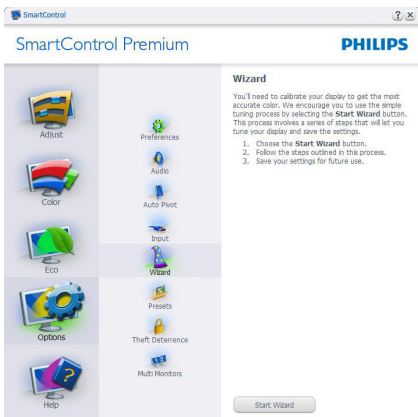 SmartControl
? ×
SmartControl Premium
PHILIPS
Adjust
Color
Eco
Options
Help
Preferences
Audio
Auto Pivot
Input
Wizard
Presets
Theft Deterrence
Multi Monitors
Wizard
You'll need to calibrate your display to get the most
accurate color. We encourage you to use the simple
tuning process by selecting the Start Wizard button.
This process involves a series of steps that will let you
tune your display and save the settings.
1. Choose the Start Wizard button.
2. Follow the steps outlined in this process.
3. Save your settings for future use.
Start Wizard